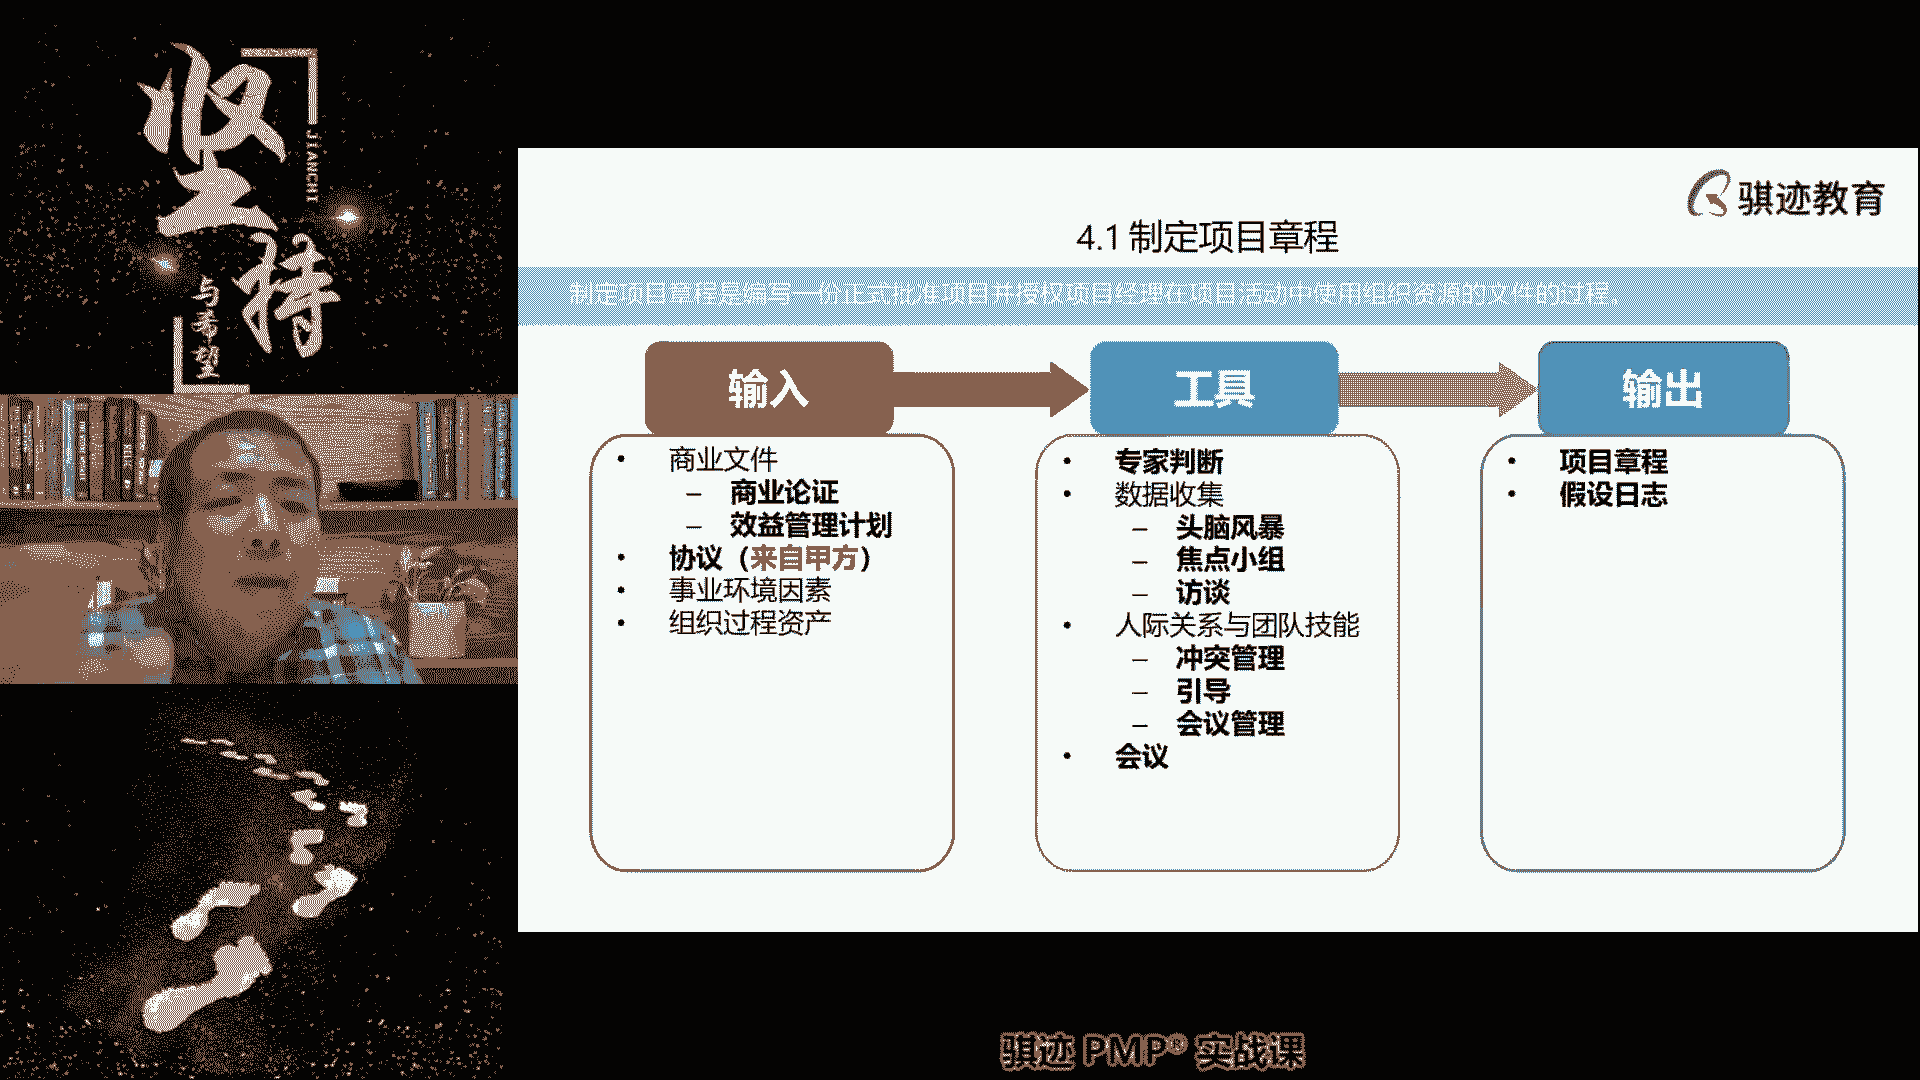 坚持
JIANCHI
与希望
骐迹教育
4.1 制定项目章程
制定项目章程是编写一份正式批准项目并授权项目经理在项目活动中使用组织资源的文件的过程。
输入
商业文件
– 商业论证
– 效益管理计划
协议（来自甲方）
事业环境因素
组织过程资产
工具
专家判断
数据收集
– 头脑风暴
– 焦点小组
– 访谈
人际关系与团队技能
– 冲突管理
– 引导
– 会议管理
会议
输出
项目章程
假设日志
骐迹 PMP® 实战课